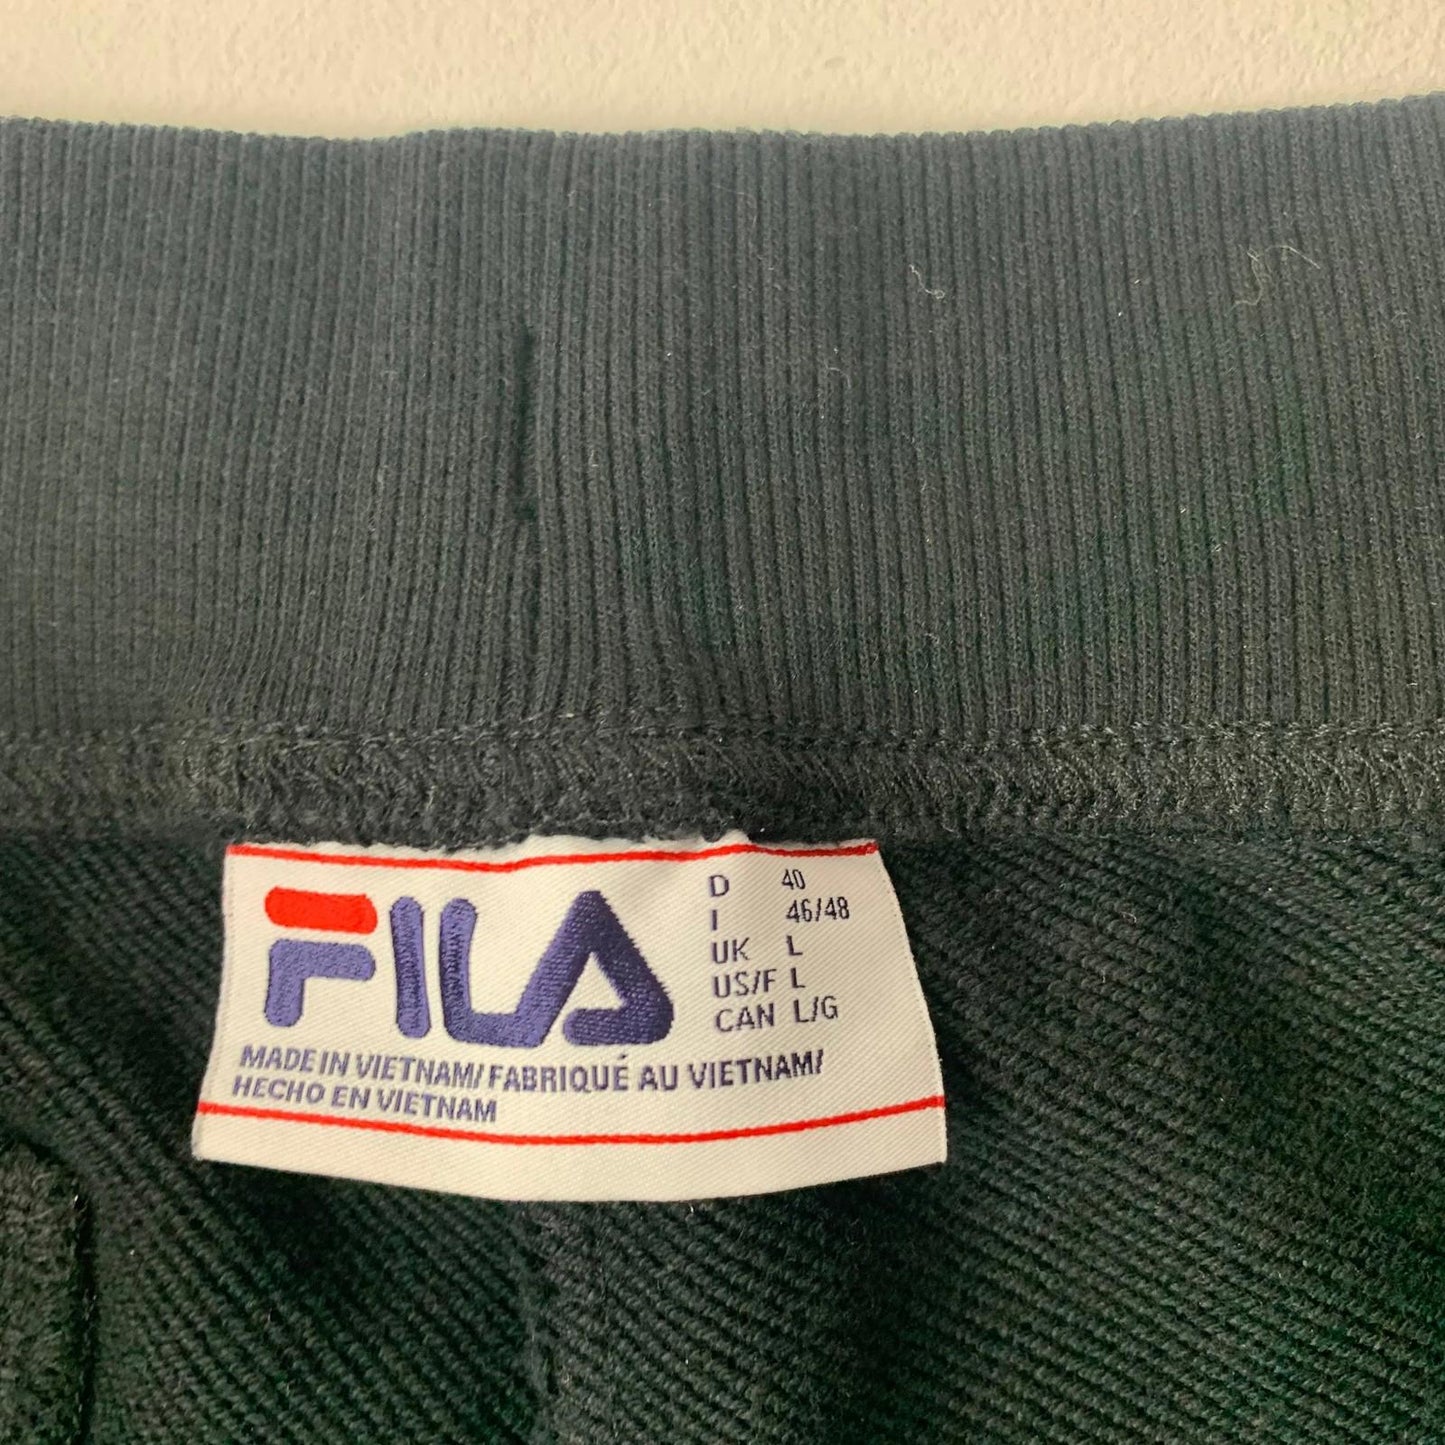 FILA
D 40
I 46/48
UK L
US/F L
CAN L/G
MADE IN VIETNAM/ FABRIQUÉ AU VIETNAM/
HECHO EN VIETNAM